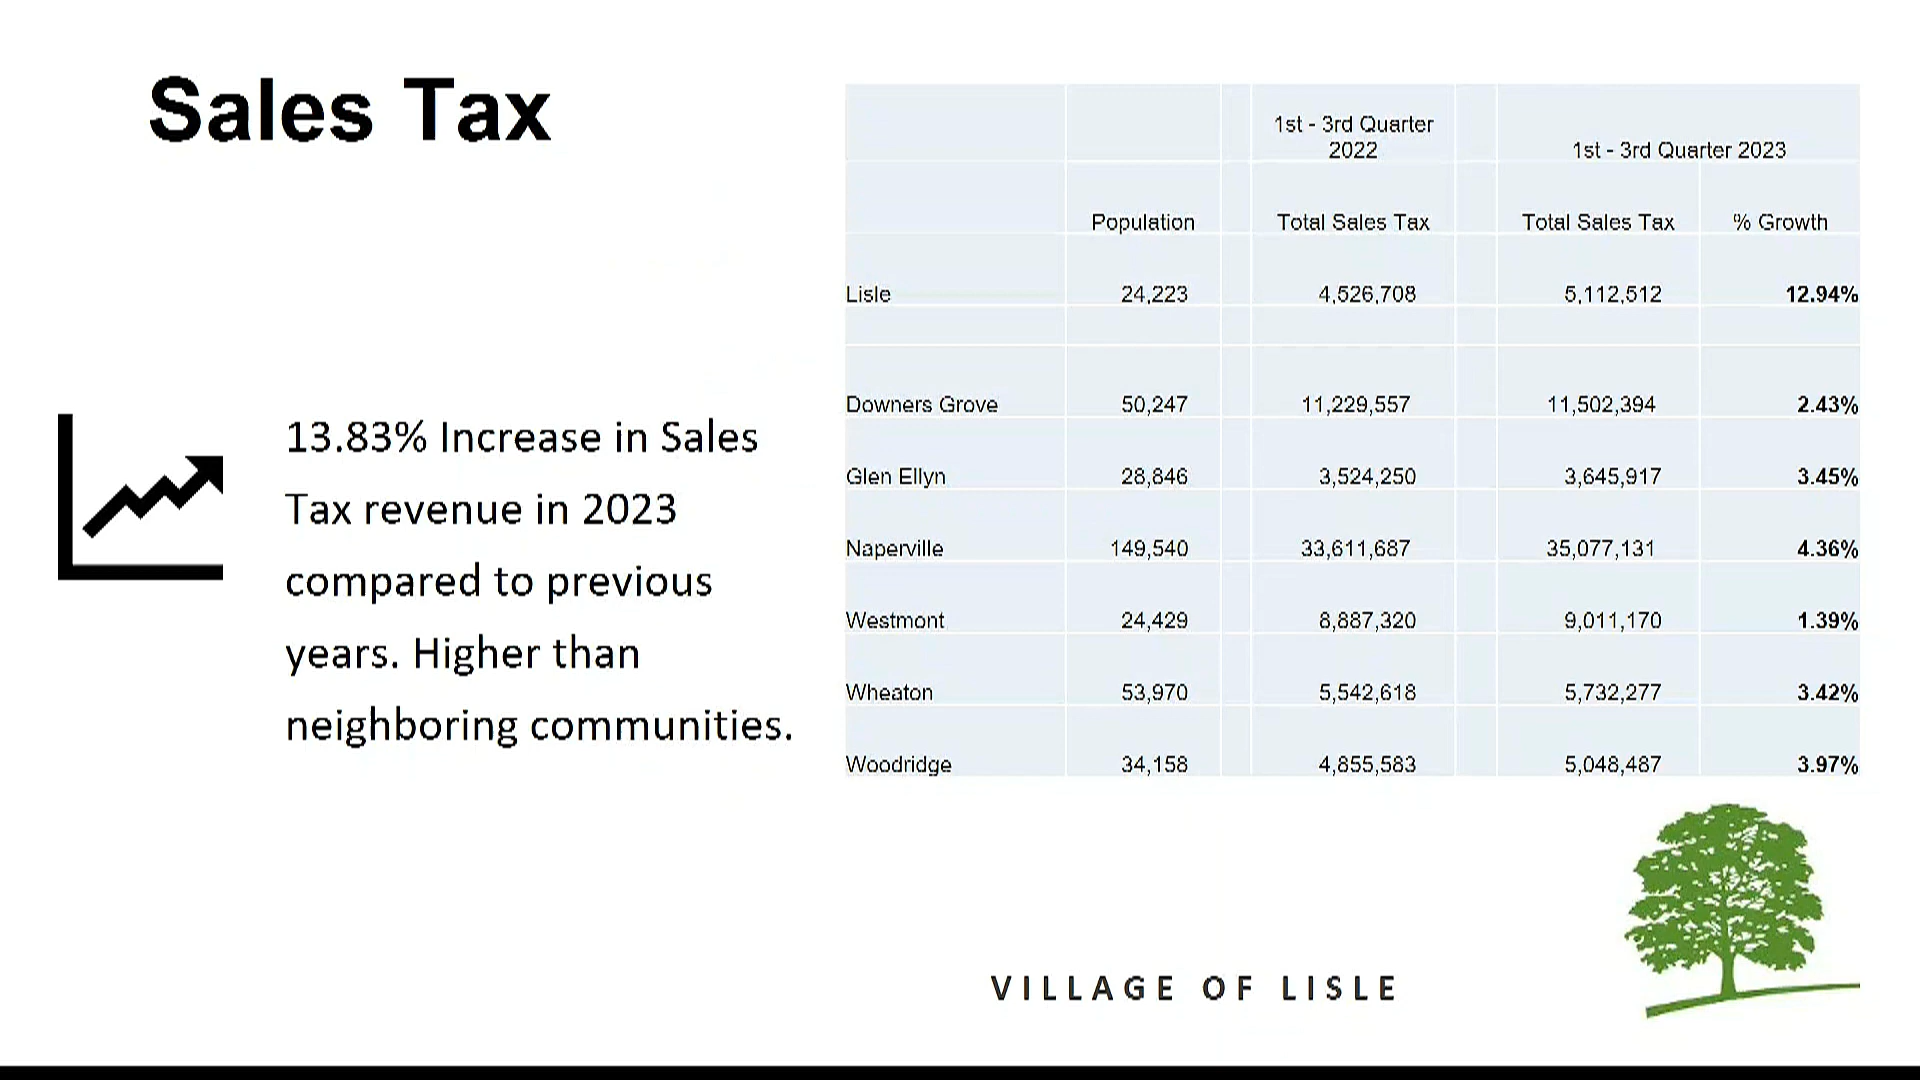 Sales Tax
13.83% Increase in Sales
Tax revenue in 2023
compared to previous
years. Higher than
neighboring communities.
1st - 3rd Quarter
2022
1st - 3rd Quarter 2023
Population Total Sales Tax Total Sales Tax % Growth
Lisle 24,223 4,526,708 5,112,512 12.94%
Downers Grove 50,247 11,229,557 11,502,394 2.43%
Glen Ellyn 28,846 3,524,250 3,645,917 3.45%
Naperville 149,540 33,611,687 35,077,131 4.36%
Westmont 24,429 8,887,320 9,011,170 1.39%
Wheaton 53,970 5,542,618 5,732,277 3.42%
Woodridge 34,158 4,855,583 5,048,487 3.97%
VILLAGE OF LISLE